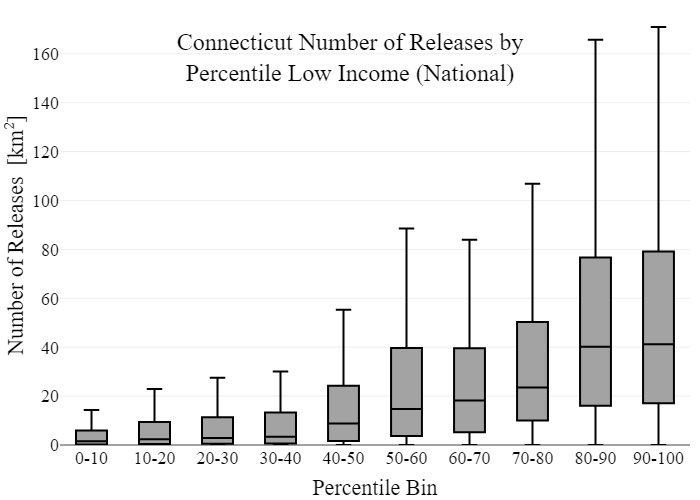 Connecticut Number of Releases by
Percentile Low Income (National)
Number of Releases [km²]
160
140
120
100
80
60
40
20
0
0-10 10-20 20-30 30-40 40-50 50-60 60-70 70-80 80-90 90-100
Percentile Bin